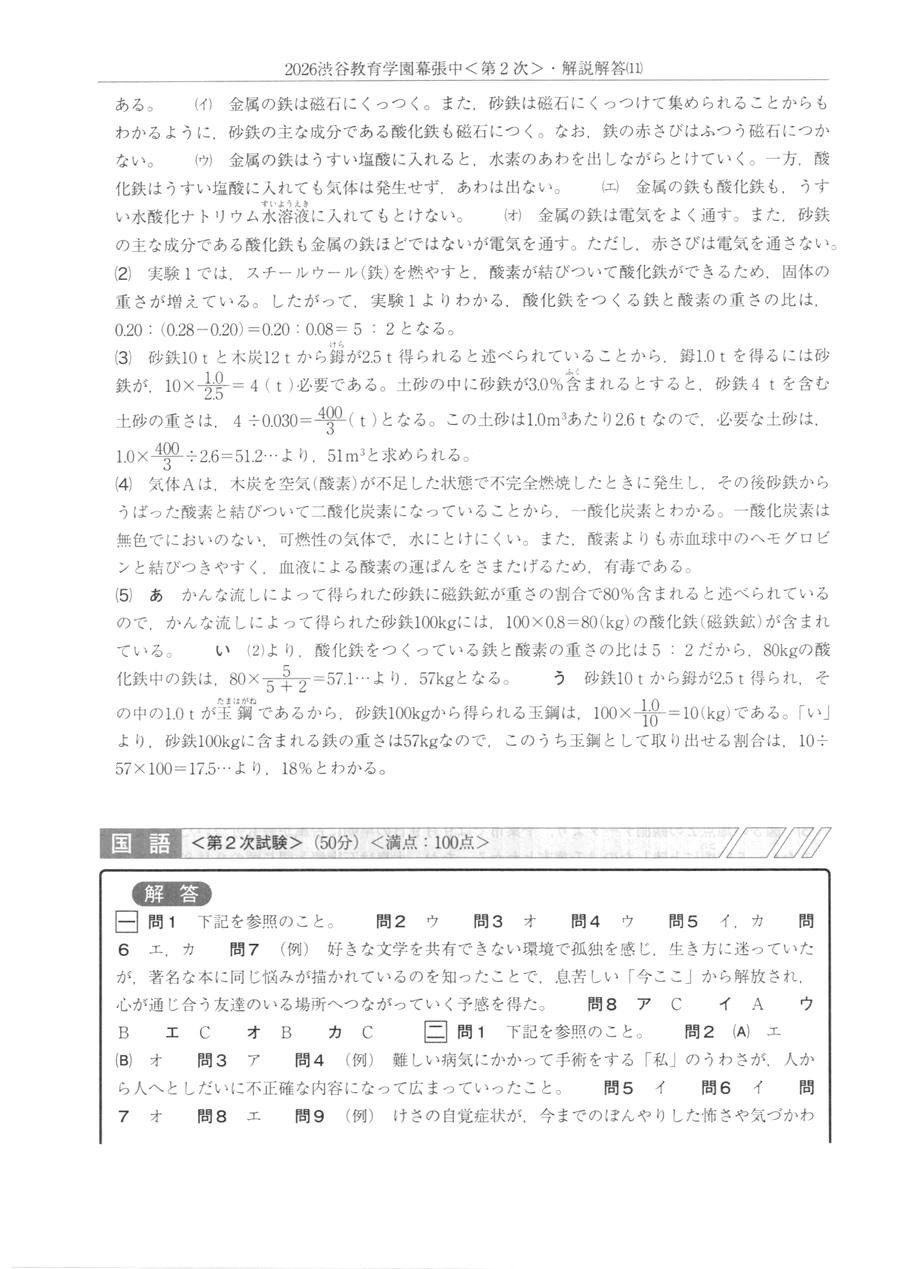 2026渋谷教育学園幕張中＜第２次＞・解説解答⑾
ある。　⑷　金属の鉄は磁石にくっつく。また，砂鉄は磁石にくっつけて集められることからも
わかるように，砂鉄の主な成分である酸化鉄も磁石につく。なお，鉄の赤さびはふつう磁石につか
ない。　(ウ)　金属の鉄はうすい塩酸に入れると，水素のあわを出しながらとけていく。一方，酸
化鉄はうすい塩酸に入れても気体は発生せず，あわは出ない。　(エ)　金属の鉄も酸化鉄も，うす
い水酸化ナトリウム水溶液に入れてもとけない。　(オ)　金属の鉄は電気をよく通す。また，砂鉄
の主な成分である酸化鉄も金属の鉄ほどではないが電気を通す。ただし，赤さびは電気を通さない。
⑵　実験１では，スチールウール(鉄)を燃やすと，酸素が結びついて酸化鉄ができるため，固体の
重さが増えている。したがって，実験１よりわかる，酸化鉄をつくる鉄と酸素の重さの比は，
0.20：(0.28－0.20)＝0.20：0.08＝５：２となる。
⑶　砂鉄10ｔと木炭12ｔから鉧が2.5ｔ得られると述べられていることから，鉧1.0ｔを得るには砂
鉄が，10×1.0/2.5＝４(ｔ)必要である。土砂の中に砂鉄が3.0％含まれるとすると，砂鉄４ｔを含む
土砂の重さは，４÷0.030＝400/3(ｔ)となる。この土砂は1.0m³あたり2.6ｔなので，必要な土砂は，
1.0×400/3÷2.6＝51.2…より，51m³と求められる。
⑷　気体Ａは，木炭を空気(酸素)が不足した状態で不完全燃焼したときに発生し，その後砂鉄から
うばった酸素と結びついて二酸化炭素になっていることから，一酸化炭素とわかる。一酸化炭素は
無色でにおいのない，可燃性の気体で，水にとけにくい。また，酸素よりも赤血球中のヘモグロビ
ンと結びつきやすく，血液による酸素の運ぱんをさまたげるため，有毒である。
⑸　あ　かんな流しによって得られた砂鉄に磁鉄鉱が重さの割合で80％含まれると述べられている
ので，かんな流しによって得られた砂鉄100kgには，100×0.8＝80(kg)の酸化鉄(磁鉄鉱)が含まれ
ている。　い　⑵より，酸化鉄をつくっている鉄と酸素の重さの比は５：２だから，80kgの酸
化鉄中の鉄は，80×5/(5＋2)＝57.1…より，57kgとなる。　う　砂鉄10ｔから鉧が2.5ｔ得られ，そ
の中の1.0ｔが玉鋼であるから，砂鉄100kgから得られる玉鋼は，100×1.0/10＝10(kg)である。「い」
より，砂鉄100kgに含まれる鉄の重さは57kgなので，このうち玉鋼として取り出せる割合は，10÷
57×100＝17.5…より，18％とわかる。
国　語　＜第２次試験＞（50分）＜満点：100点＞
解　答
一　問１　下記を参照のこと。　問２　ウ　問３　オ　問４　ウ　問５　イ，カ　問
６　エ，カ　問７　（例）　好きな文学を共有できない環境で孤独を感じ，生き方に迷っていた
が，著名な本に同じ悩みが描かれているのを知ったことで，息苦しい「今ここ」から解放され，
心が通じ合う友達のいる場所へつながっていく予感を得た。　問８　ア　Ｃ　イ　Ａ　ウ
Ｂ　エ　Ｃ　オ　Ｂ　カ　Ｃ　二　問１　下記を参照のこと。　問２　(A)　エ
(B)　オ　問３　ア　問４　（例）　難しい病気にかかって手術をする「私」のうわさが，人か
ら人へとしだいに不正確な内容になって広まっていったこと。　問５　イ　問６　イ　問
７　オ　問８　エ　問９　（例）　けさの自覚症状が，今までのぼんやりした怖さや気づかわ